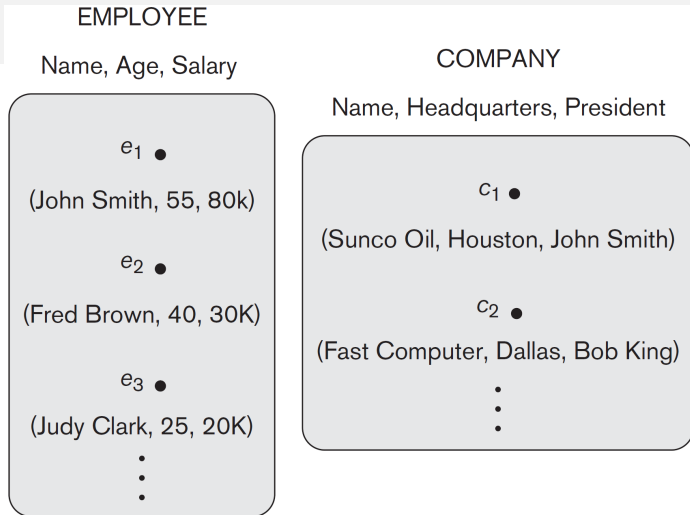 EMPLOYEE
Name, Age, Salary
e1
(John Smith, 55, 80k)
e2
(Fred Brown, 40, 30K)
e3
(Judy Clark, 25, 20K)
COMPANY
Name, Headquarters, President
c1
(Sunco Oil, Houston, John Smith)
c2
(Fast Computer, Dallas, Bob King)